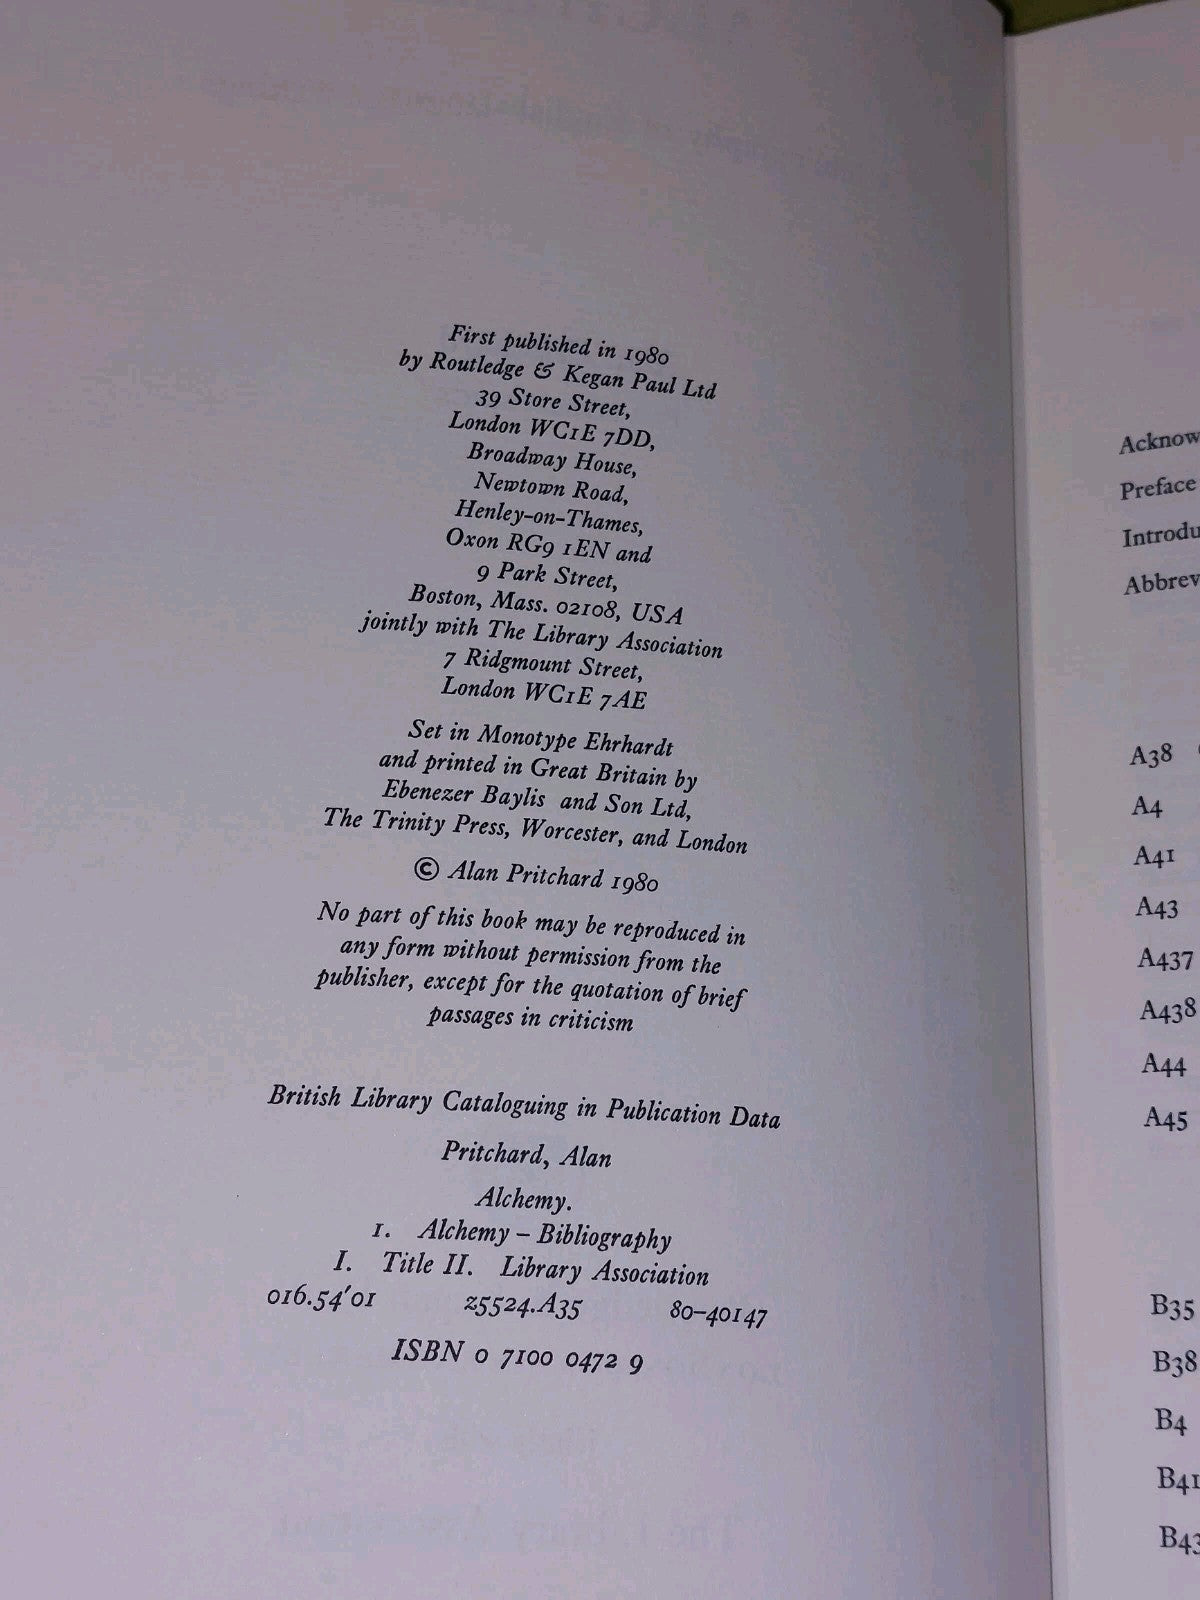 First published in 1980
by Routledge & Kegan Paul Ltd
39 Store Street,
London WC1E 7DD,
Broadway House,
Newtown Road,
Henley-on-Thames,
Oxon RG9 1EN and
9 Park Street,
Boston, Mass. 02108, USA
jointly with The Library Association
7 Ridgmount Street,
London WC1E 7AE
Set in Monotype Ehrhardt
and printed in Great Britain by
Ebenezer Baylis and Son Ltd,
The Trinity Press, Worcester, and London
© Alan Pritchard 1980
No part of this book may be reproduced in
any form without permission from the
publisher, except for the quotation of brief
passages in criticism
British Library Cataloguing in Publication Data
Pritchard, Alan
Alchemy.
1. Alchemy – Bibliography
I. Title II. Library Association
016.54'01 z5524.A35 80–40147
ISBN 0 7100 0472 9
Acknow
Preface
Introdu
Abbrev
A38
A4
A41
A43
A437
A438
A44
A45
B35
B38
B4
B41
B43